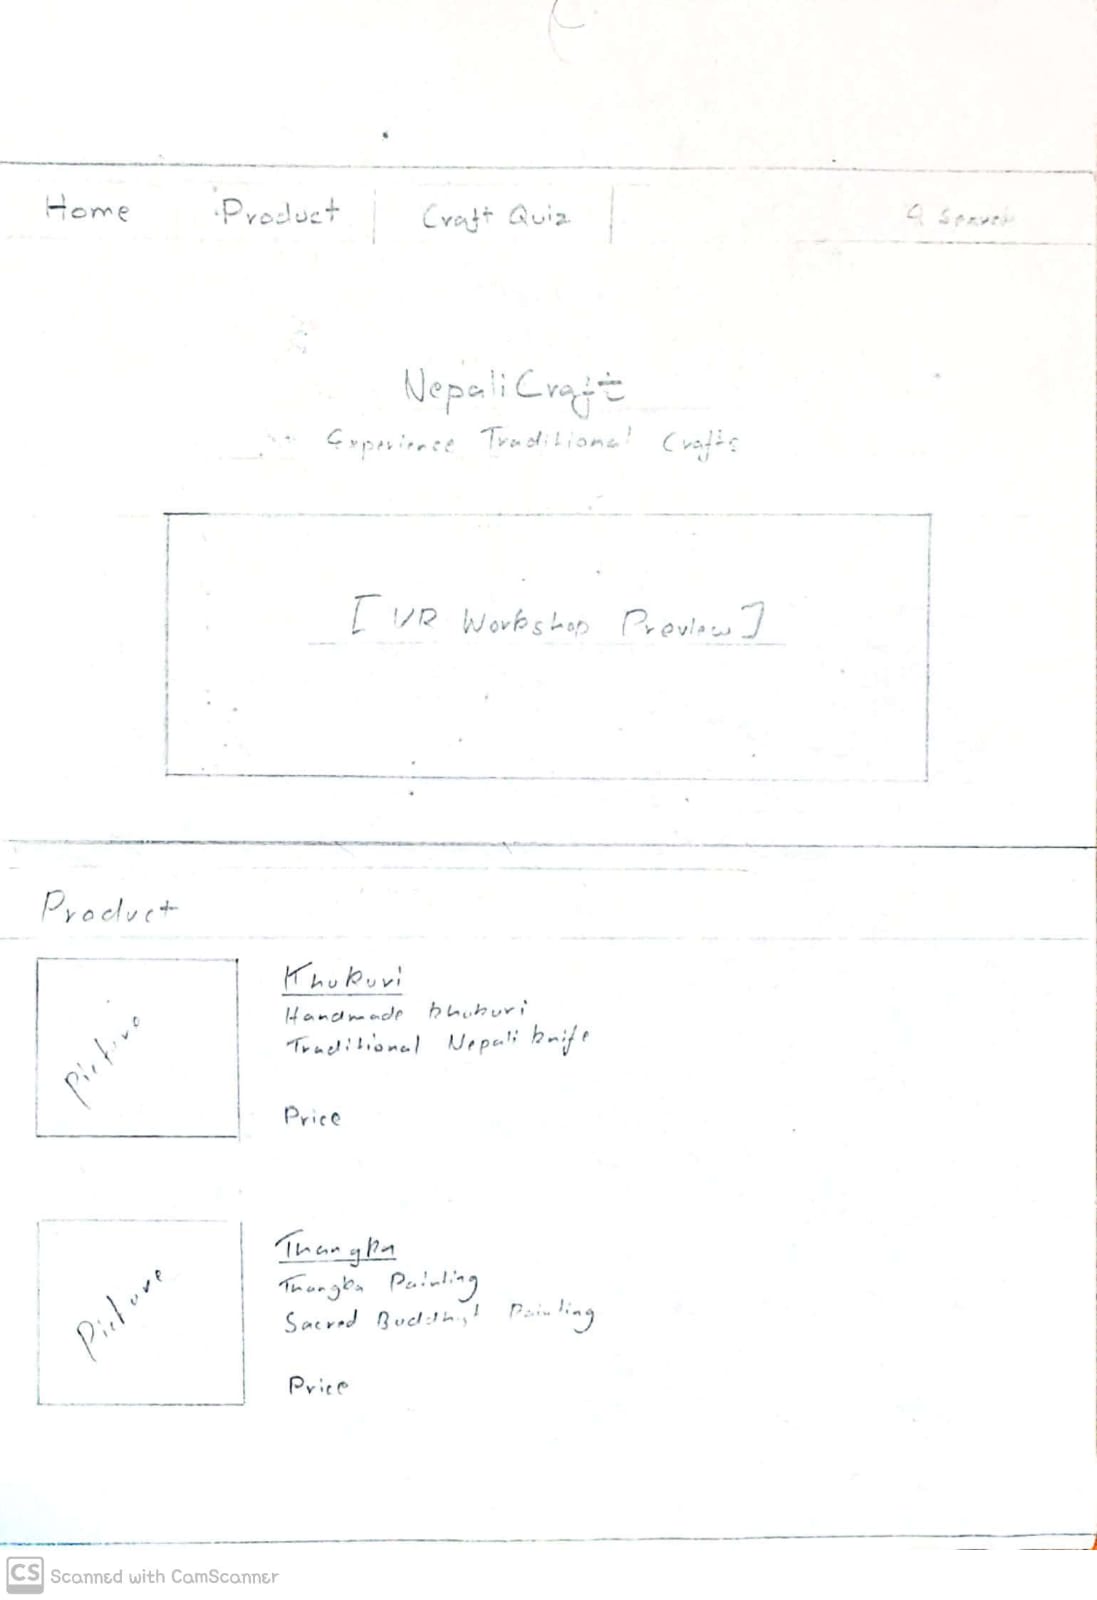 Home Product Craft Quiz Search
NepaliCraft
Experience Traditional Crafts
[VR Workshop Preview]
Product
Picture
Khukuri
Handmade khukuri
Traditional Nepali knife
Price
Picture
Thangka
Thangka Painting
Sacred Buddhist Painting
Price
CS Scanned with CamScanner